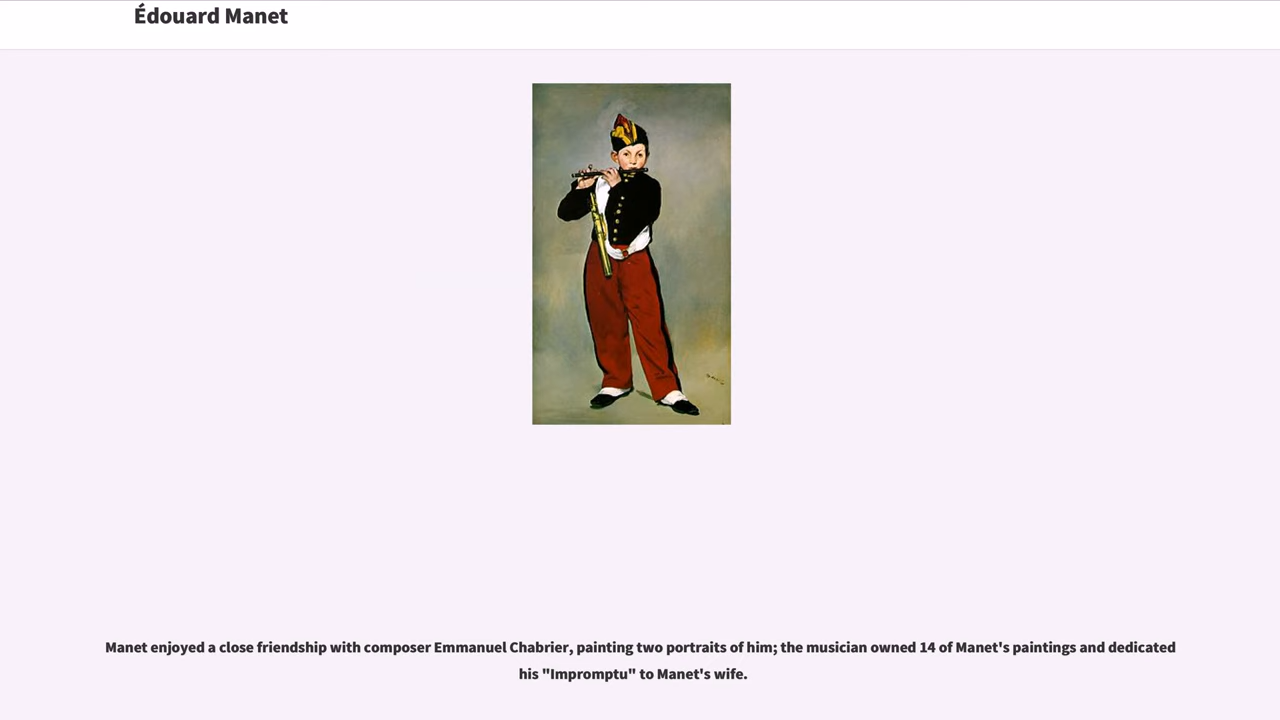 Édouard Manet
Manet enjoyed a close friendship with composer Emmanuel Chabrier, painting two portraits of him; the musician owned 14 of Manet's paintings and dedicated
his "Impromptu" to Manet's wife.